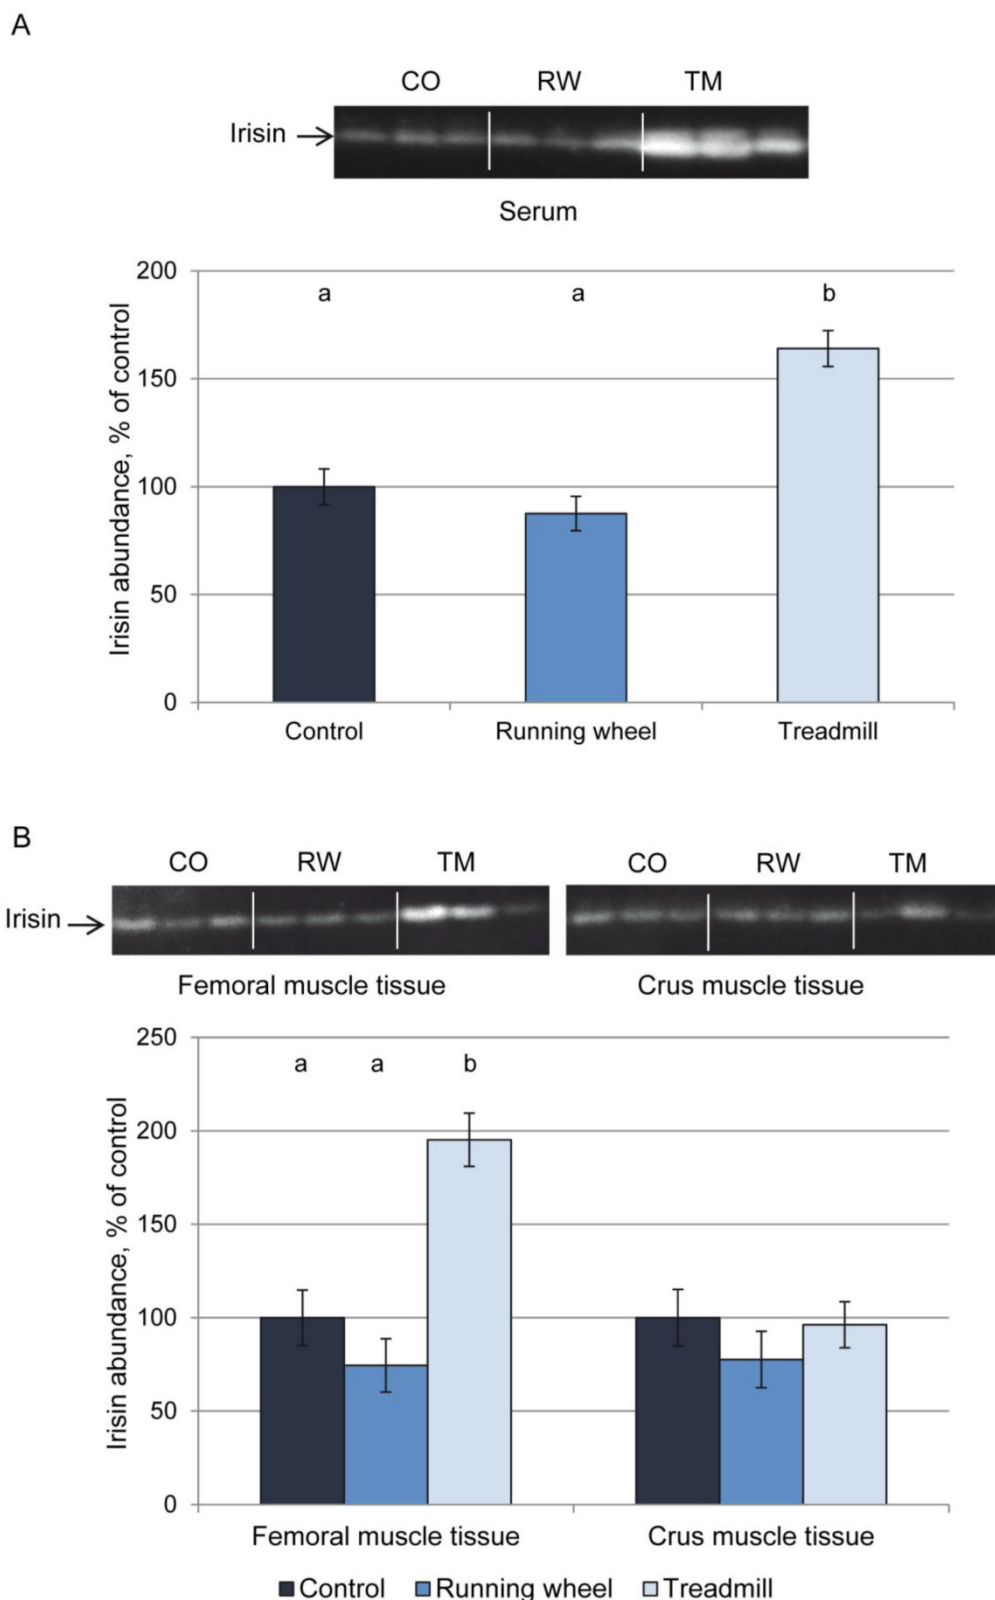 A
CO RW TM
Irisin
Serum
Irisin abundance, % of control
200
150
100
50
0
a a b
Control Running wheel Treadmill
B
CO RW TM CO RW TM
Irisin
Femoral muscle tissue Crus muscle tissue
Irisin abundance, % of control
250
200
150
100
50
0
a a b
Femoral muscle tissue Crus muscle tissue
Control Running wheel Treadmill